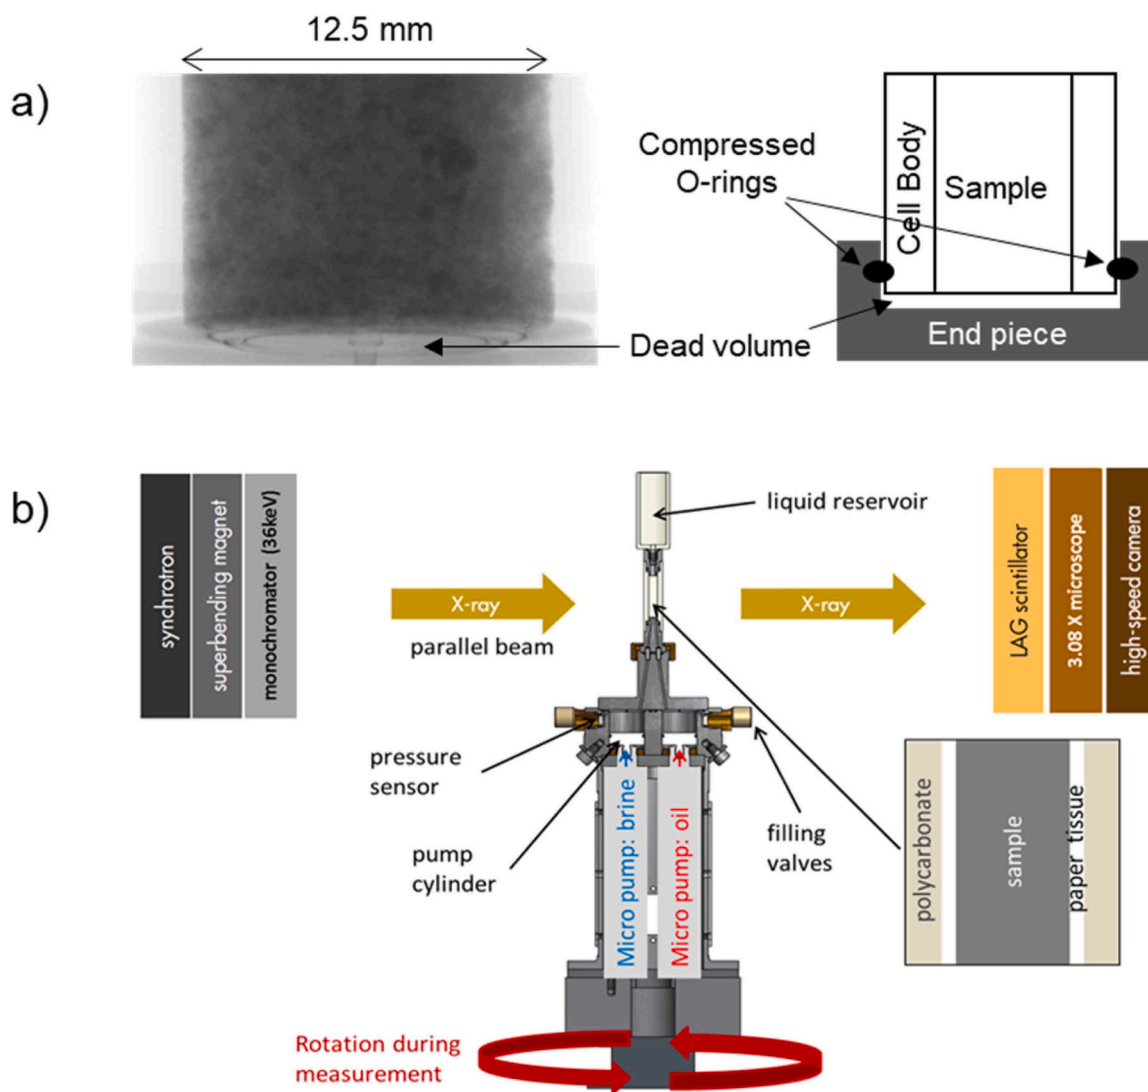 a)
12.5 mm
Compressed
O-rings
Cell Body
Sample
Dead volume
End piece
b)
synchrotron
superbending magnet
monochromator (36keV)
X-ray
parallel beam
liquid reservoir
X-ray
LAG scintillator
3.08 X microscope
high-speed camera
pressure
sensor
pump
cylinder
Micro pump: brine
Micro pump: oil
filling
valves
polycarbonate
sample
paper tissue
Rotation during
measurement